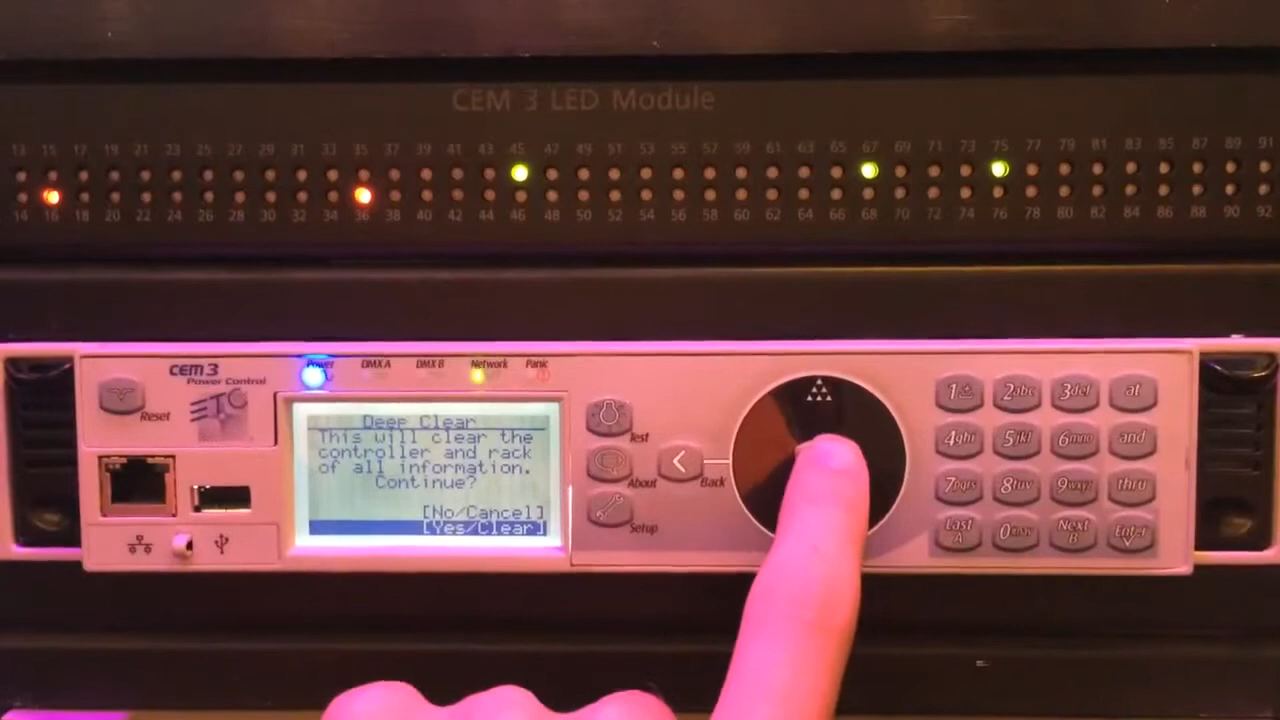 CEM 3 LED Module
13 15 17 19 21 23 25 27 29 31 33 35 37 39 41 43 45 47 49 51 53 55 57 59 61 63 65 67 69 71 73 75 77 79 81 83 85 87 89 91
14 16 18 20 22 24 26 28 30 32 34 36 38 40 42 44 46 48 50 52 54 56 58 60 62 64 66 68 70 72 74 76 78 80 82 84 86 88 90 92
CEM3
Power Control
ETC
Reset
Power DMX A DMX B Network Panic
Deep Clear
This will clear the
controller and rack
of all information.
Continue?
[No/Cancel]
[Yes/Clear]
Test
About
Setup
Back
1 2abc 3def at
4ghi 5jkl 6mno and
7pqrs 8tuv 9wxyz thru
Last A 0 Next B Enter